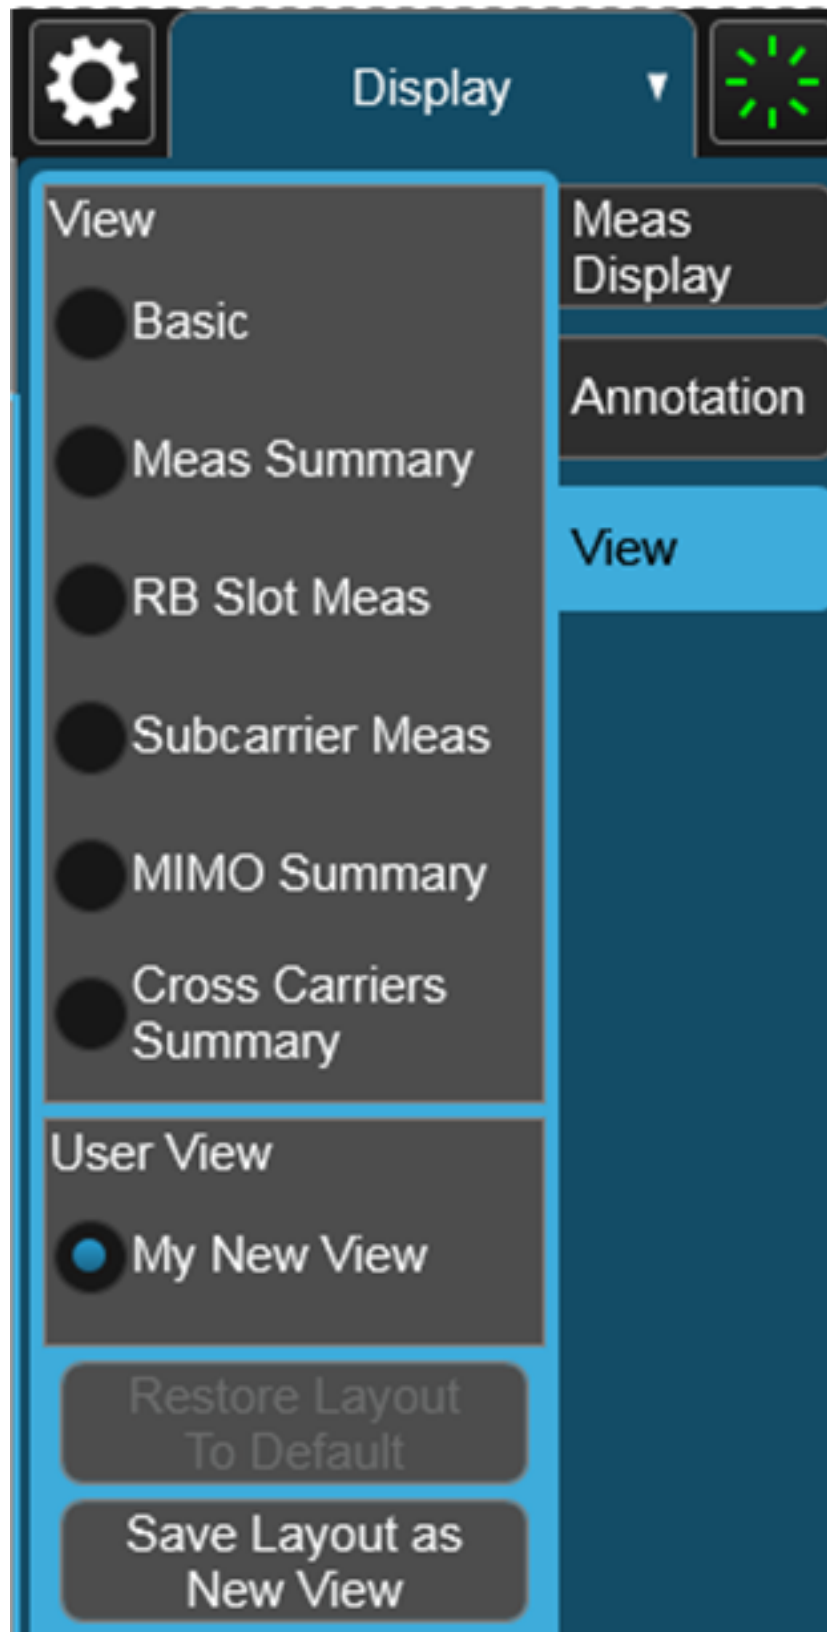 Display
View
Basic
Meas Summary
RB Slot Meas
Subcarrier Meas
MIMO Summary
Cross Carriers
Summary
User View
My New View
Restore Layout
To Default
Save Layout as
New View
Meas
Display
Annotation
View